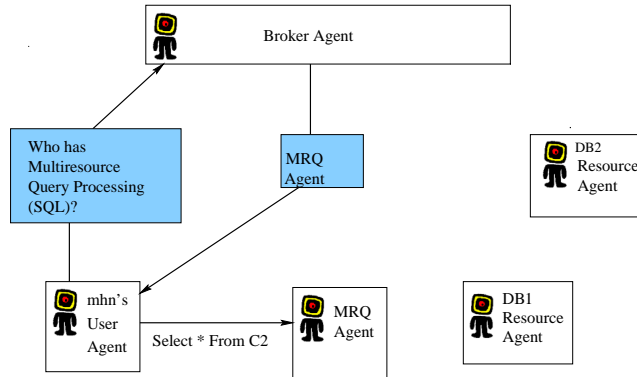 Broker Agent
Who has
Multiresource
Query Processing
(SQL)?
MRQ
Agent
DB2
Resource
Agent
mhn's
User
Agent
Select * From C2
MRQ
Agent
DB1
Resource
Agent